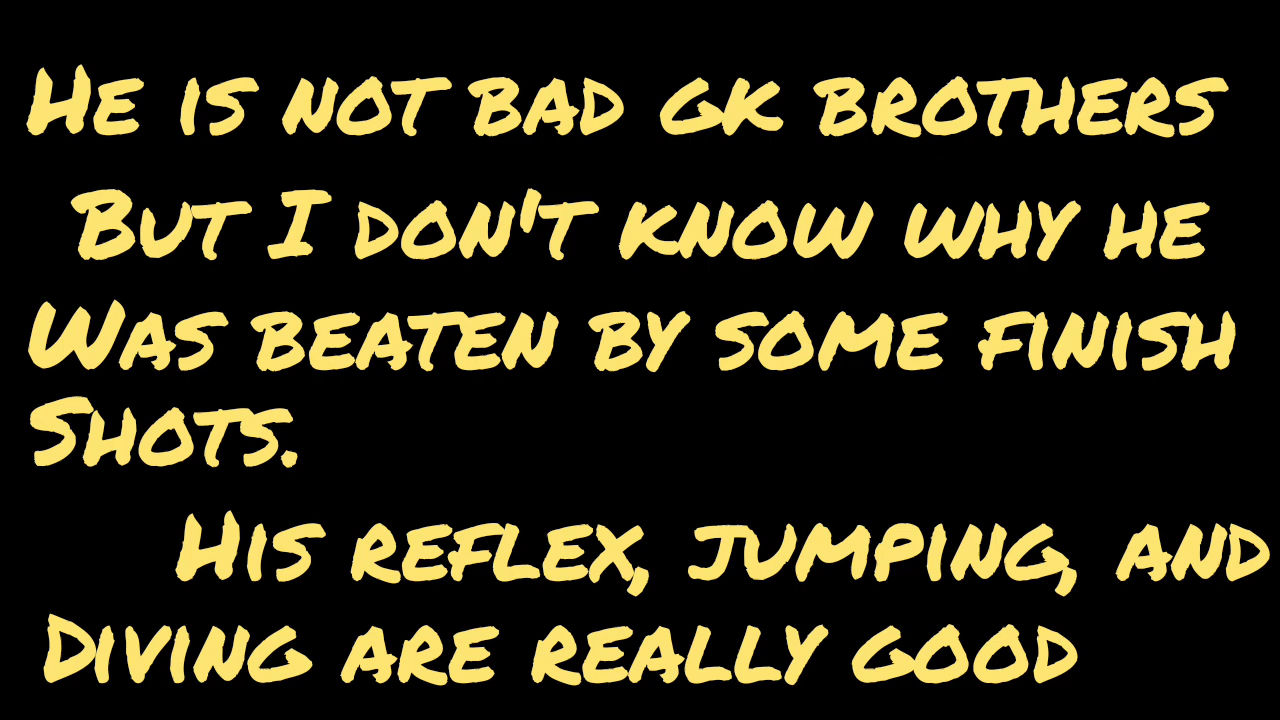 He is not bad gk brothers
But I don't know why he
Was beaten by some finish
Shots.
His reflex, jumping, and
Diving are really good